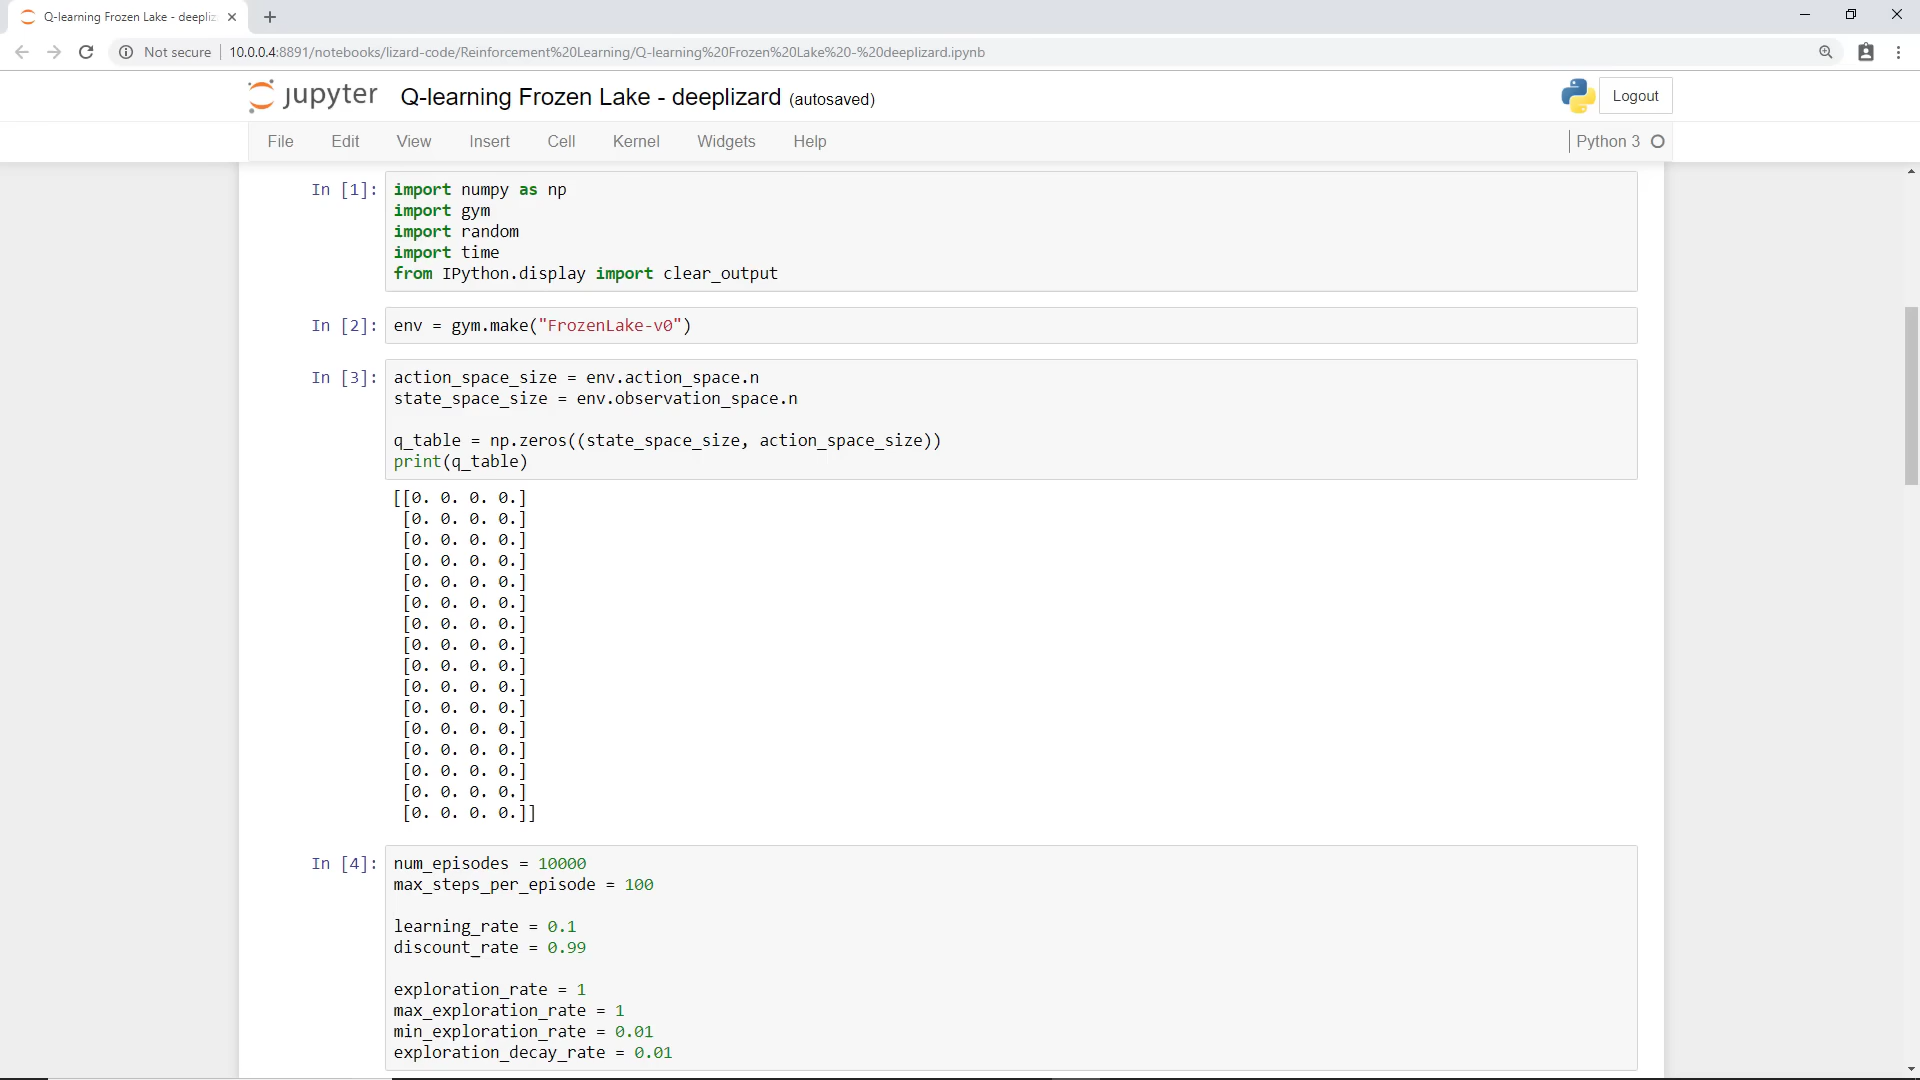 Q-learning Frozen Lake - deepliz
Not secure | 10.0.0.4:8891/notebooks/lizard-code/Reinforcement%20Learning/Q-learning%20Frozen%20Lake%20-%20deeplizard.ipynb
jupyter Q-learning Frozen Lake - deeplizard (autosaved) Logout
File Edit View Insert Cell Kernel Widgets Help Python 3
In [1]: import numpy as np
import gym
import random
import time
from IPython.display import clear_output
In [2]: env = gym.make("FrozenLake-v0")
In [3]: action_space_size = env.action_space.n
state_space_size = env.observation_space.n
q_table = np.zeros((state_space_size, action_space_size))
print(q_table)
[[0. 0. 0. 0.]
[0. 0. 0. 0.]
[0. 0. 0. 0.]
[0. 0. 0. 0.]
[0. 0. 0. 0.]
[0. 0. 0. 0.]
[0. 0. 0. 0.]
[0. 0. 0. 0.]
[0. 0. 0. 0.]
[0. 0. 0. 0.]
[0. 0. 0. 0.]
[0. 0. 0. 0.]
[0. 0. 0. 0.]
[0. 0. 0. 0.]
[0. 0. 0. 0.]
[0. 0. 0. 0.]]
In [4]: num_episodes = 10000
max_steps_per_episode = 100
learning_rate = 0.1
discount_rate = 0.99
exploration_rate = 1
max_exploration_rate = 1
min_exploration_rate = 0.01
exploration_decay_rate = 0.01